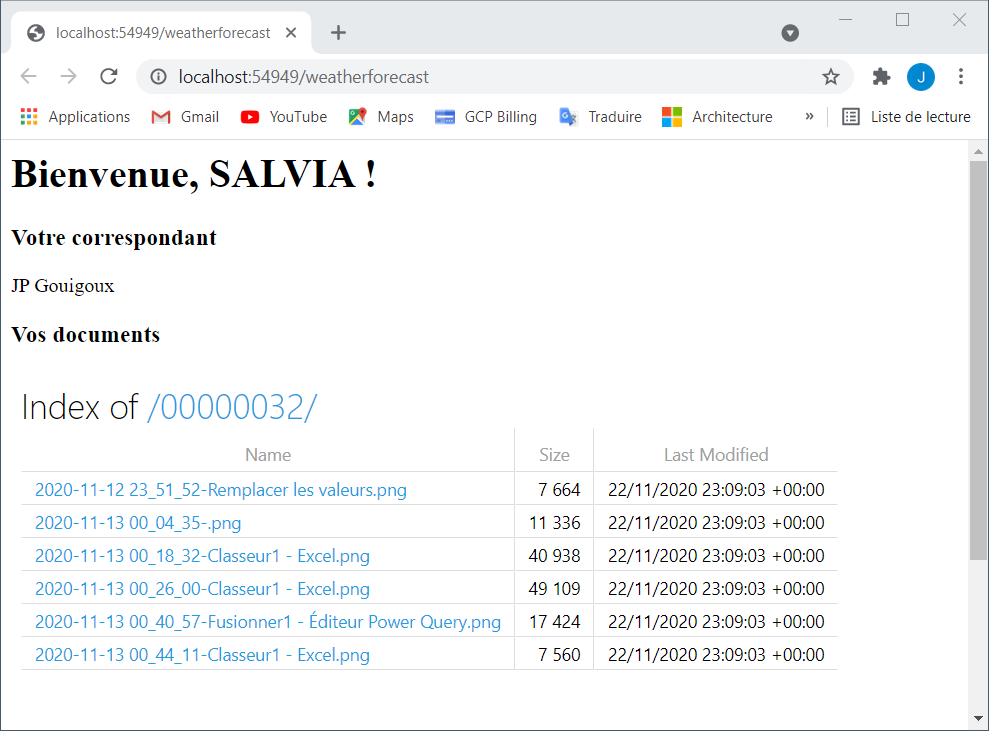 localhost:54949/weatherforecast
localhost:54949/weatherforecast
J
Applications Gmail YouTube Maps GCP Billing Traduire Architecture » Liste de lecture
Bienvenue, SALVIA !
Votre correspondant
JP Gouigoux
Vos documents
Index of /00000032/
Name Size Last Modified
2020-11-12 23_51_52-Remplacer les valeurs.png 7 664 22/11/2020 23:09:03 +00:00
2020-11-13 00_04_35-.png 11 336 22/11/2020 23:09:03 +00:00
2020-11-13 00_18_32-Classeur1 - Excel.png 40 938 22/11/2020 23:09:03 +00:00
2020-11-13 00_26_00-Classeur1 - Excel.png 49 109 22/11/2020 23:09:03 +00:00
2020-11-13 00_40_57-Fusionner1 - Éditeur Power Query.png 17 424 22/11/2020 23:09:03 +00:00
2020-11-13 00_44_11-Classeur1 - Excel.png 7 560 22/11/2020 23:09:03 +00:00